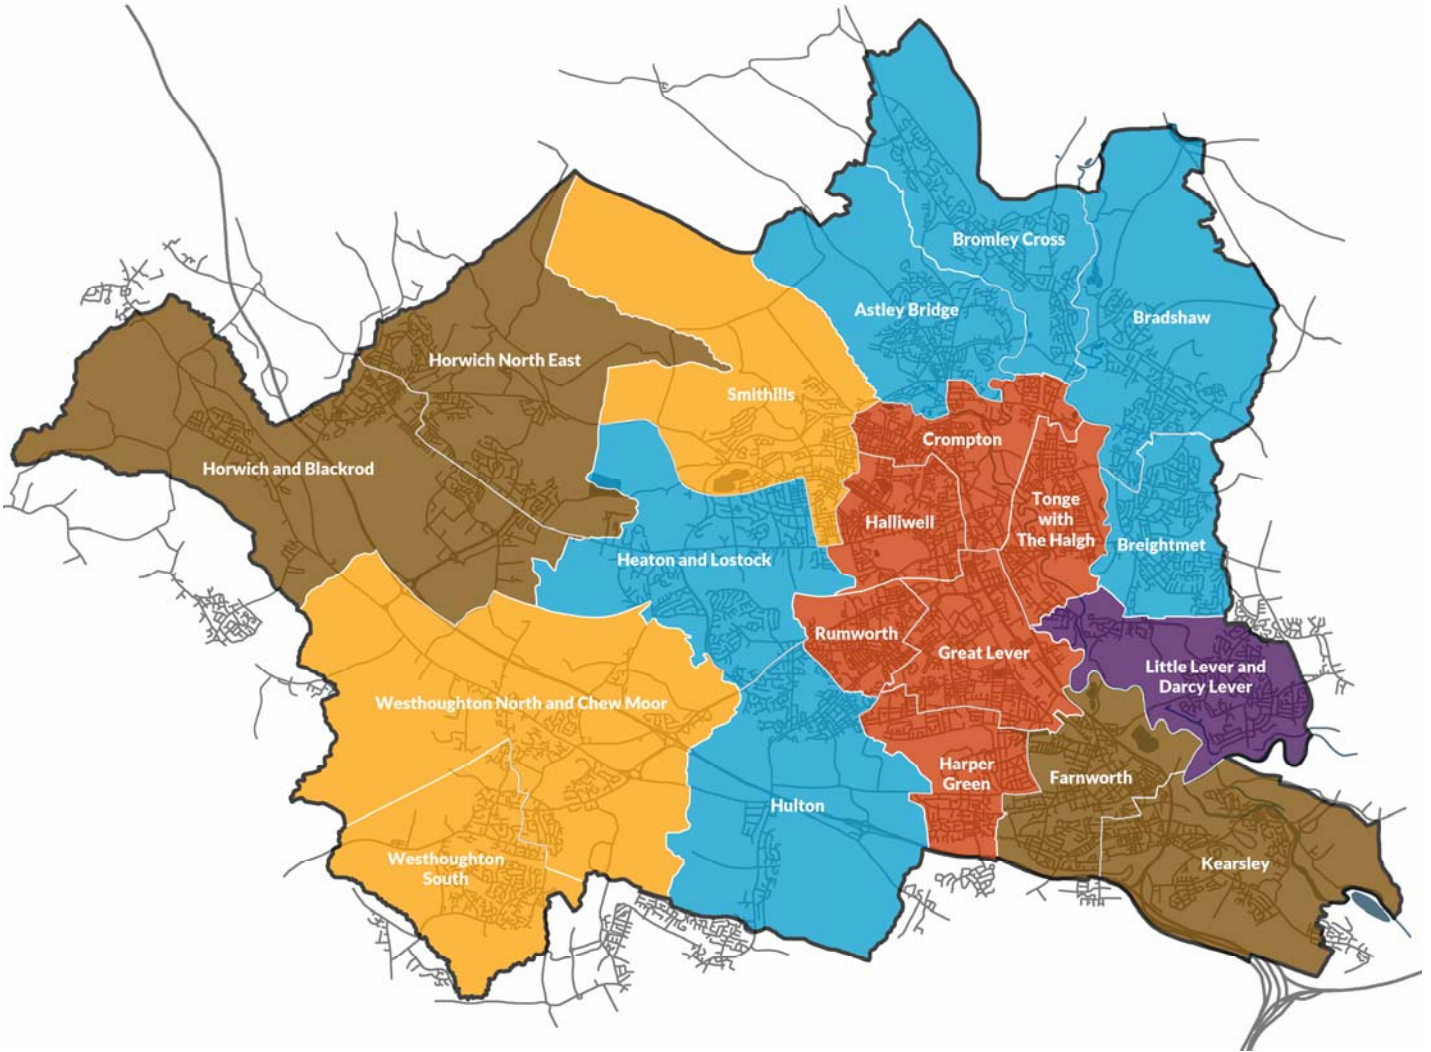 Bromley Cross
Astley Bridge
Bradshaw
Horwich North East
Smithills
Crompton
Horwich and Blackrod
Halliwell
Tonge
with
The Halgh
Breightmet
Heaton and Lostock
Rumworth
Great Lever
Little Lever and
Darcy Lever
Westhoughton North and Chew Moor
Harper
Green
Farnworth
Hulton
Westhoughton
South
Kearsley